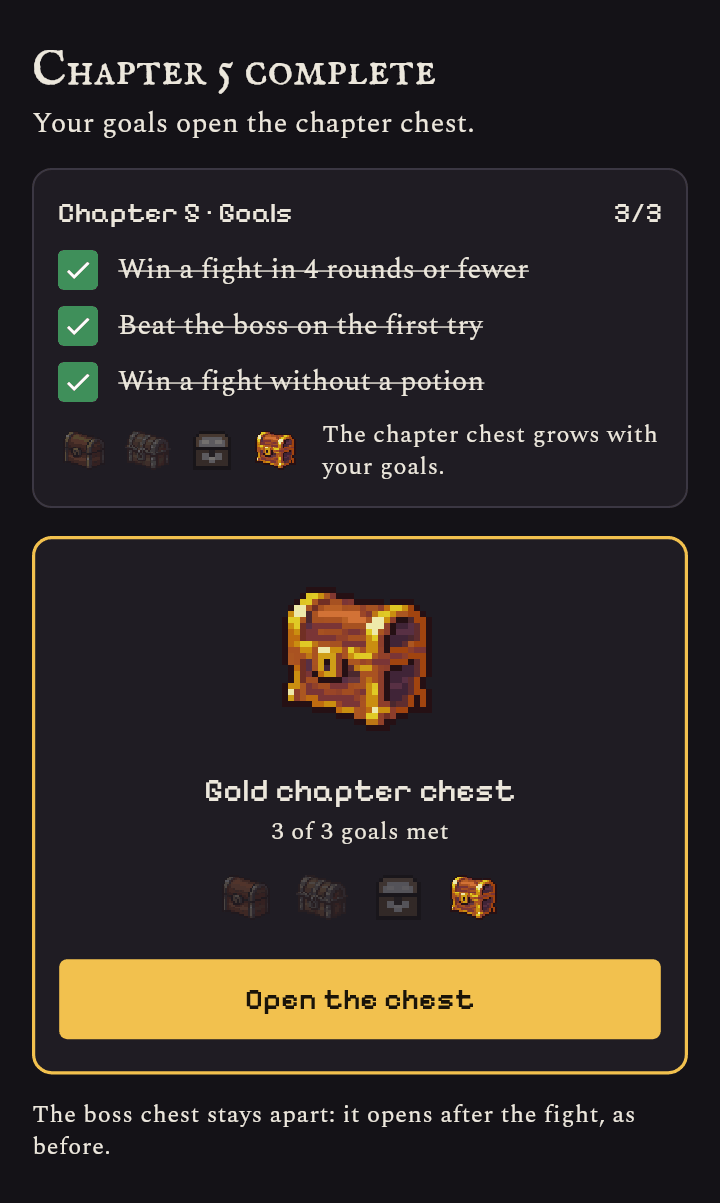 Chapter 5 complete
Your goals open the chapter chest.
Chapter 5 · Goals
3/3
Win a fight in 4 rounds or fewer
Beat the boss on the first try
Win a fight without a potion
The chapter chest grows with
your goals.
Gold chapter chest
3 of 3 goals met
Open the chest
The boss chest stays apart: it opens after the fight, as
before.